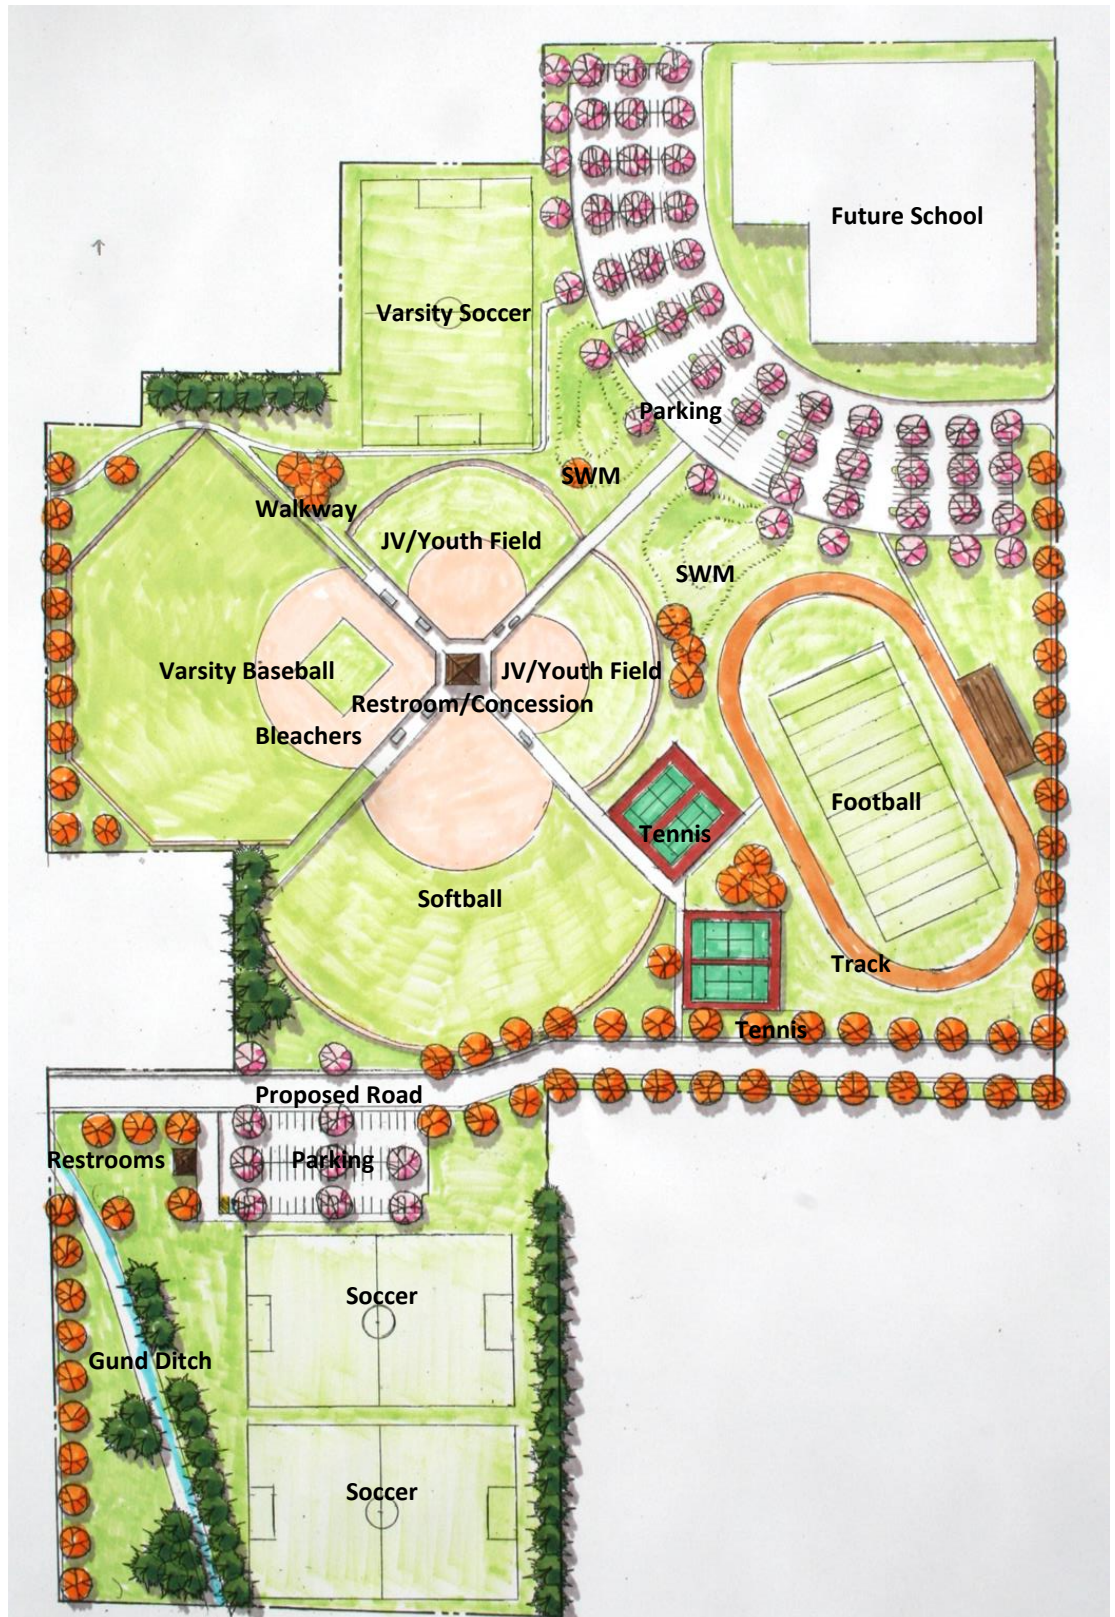 Future School
Varsity Soccer
Parking
SWM
Walkway
JV/Youth Field
SWM
Varsity Baseball
JV/Youth Field
Restroom/Concession
Bleachers
Football
Tennis
Softball
Track
Tennis
Proposed Road
Restrooms
Parking
Soccer
Gund Ditch
Soccer